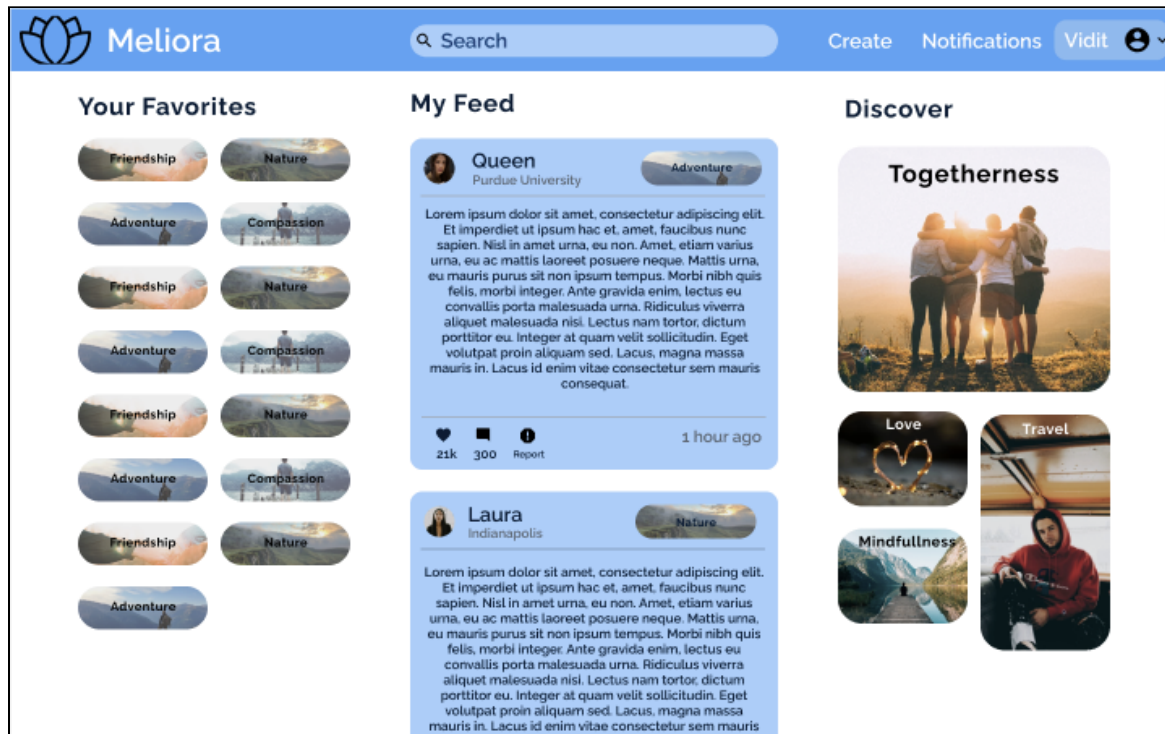 Meliora
Search
Create
Notifications
Vidit
Your Favorites
Friendship
Nature
Adventure
Compassion
Friendship
Nature
Adventure
Compassion
Friendship
Nature
Adventure
Compassion
Friendship
Nature
Adventure
My Feed
Queen
Purdue University
Adventure
Lorem ipsum dolor sit amet, consectetur adipiscing elit.
Et imperdiet ut ipsum hac et, amet, faucibus nunc
sapien. Nisl in amet urna, eu non. Amet, etiam varius
urna, eu ac mattis laoreet posuere neque. Mattis urna,
eu mauris purus sit non ipsum tempus. Morbi nibh quis
felis, morbi integer. Ante gravida enim, lectus eu
convallis porta malesuada urna. Ridiculus viverra
aliquet malesuada nisi. Lectus nam tortor, dictum
porttitor eu. Integer at quam velit sollicitudin. Eget
volutpat proin aliquam sed. Lacus, magna massa
mauris in. Lacus id enim vitae consectetur sem mauris
consequat.
21k
300
Report
1 hour ago
Laura
Indianapolis
Nature
Lorem ipsum dolor sit amet, consectetur adipiscing elit.
Et imperdiet ut ipsum hac et, amet, faucibus nunc
sapien. Nisl in amet urna, eu non. Amet, etiam varius
urna, eu ac mattis laoreet posuere neque. Mattis urna,
eu mauris purus sit non ipsum tempus. Morbi nibh quis
felis, morbi integer. Ante gravida enim, lectus eu
convallis porta malesuada urna. Ridiculus viverra
aliquet malesuada nisi. Lectus nam tortor, dictum
porttitor eu. Integer at quam velit sollicitudin. Eget
volutpat proin aliquam sed. Lacus, magna massa
mauris in. Lacus id enim vitae consectetur sem mauris
Discover
Togetherness
Love
Travel
Mindfullness